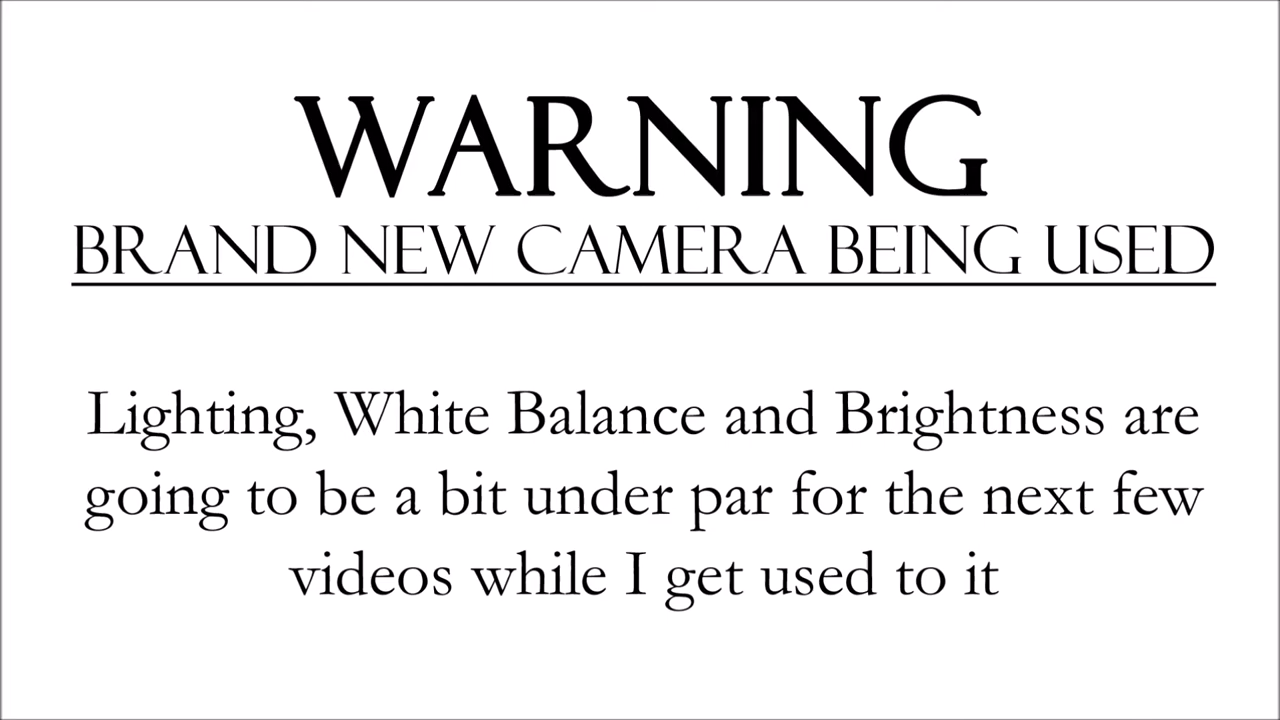 WARNING
BRAND NEW CAMERA BEING USED
Lighting, White Balance and Brightness are
going to be a bit under par for the next few
videos while I get used to it